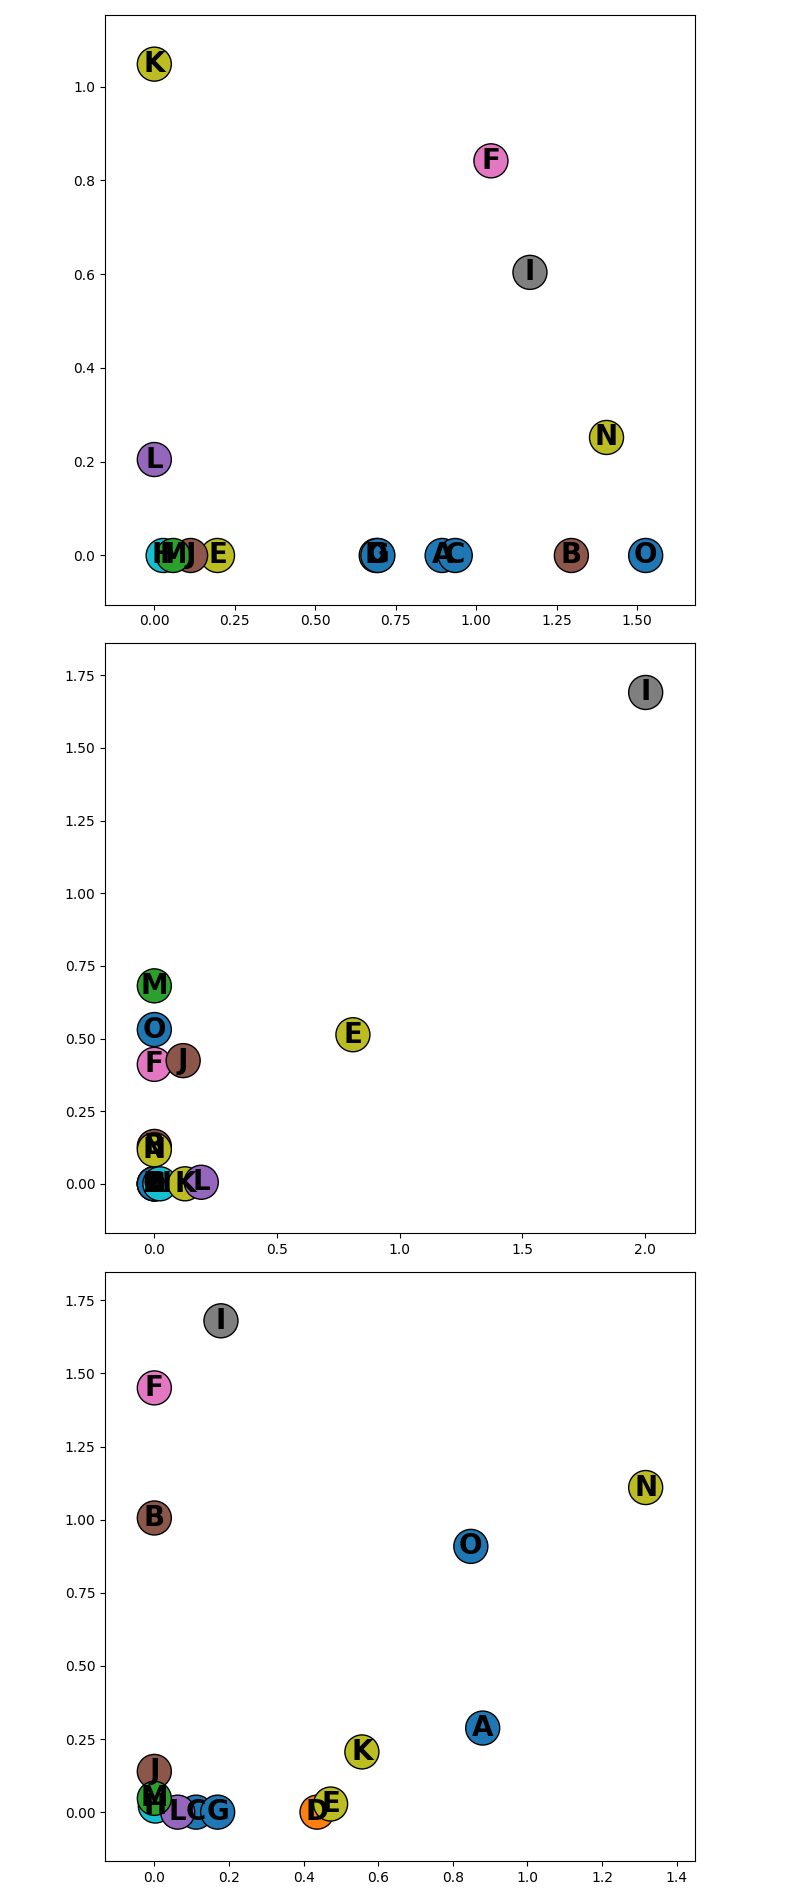 K
1.0
F
0.8
I
0.6
0.4
N
L
0.2
0.0 H M J E D G A C B O
0.00 0.25 0.50 0.75 1.00 1.25 1.50
1.75
I
1.50
1.25
1.00
0.75
M
O
0.50
E
F J
0.25
N
0.00 K L
0.0 0.5 1.0 1.5 2.0
1.75
I
1.50
F
1.25
N
1.00
B
O
0.75
0.50
A
0.25
K
J
M
H
0.00 L C G D E
0.0 0.2 0.4 0.6 0.8 1.0 1.2 1.4